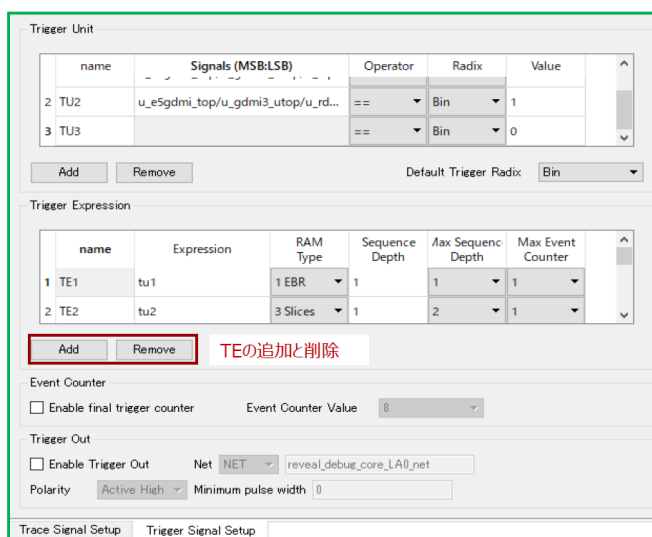 Trigger Unit
name Signals (MSB:LSB) Operator Radix Value
2 TU2 u_e5gdmi_top/u_gdmi3_utop/u_rd... == Bin 1
3 TU3 == Bin 0
Add Remove Default Trigger Radix Bin
Trigger Expression
name Expression RAM Type Sequence Depth Max Sequenc Depth Max Event Counter
1 TE1 tu1 1 EBR 1 1 1
2 TE2 tu2 3 Slices 1 2 1
Add Remove TEの追加と削除
Event Counter
Enable final trigger counter Event Counter Value 8
Trigger Out
Enable Trigger Out Net NET reveal_debug_core_LA0_net
Polarity Active High Minimum pulse width 0
Trace Signal Setup Trigger Signal Setup